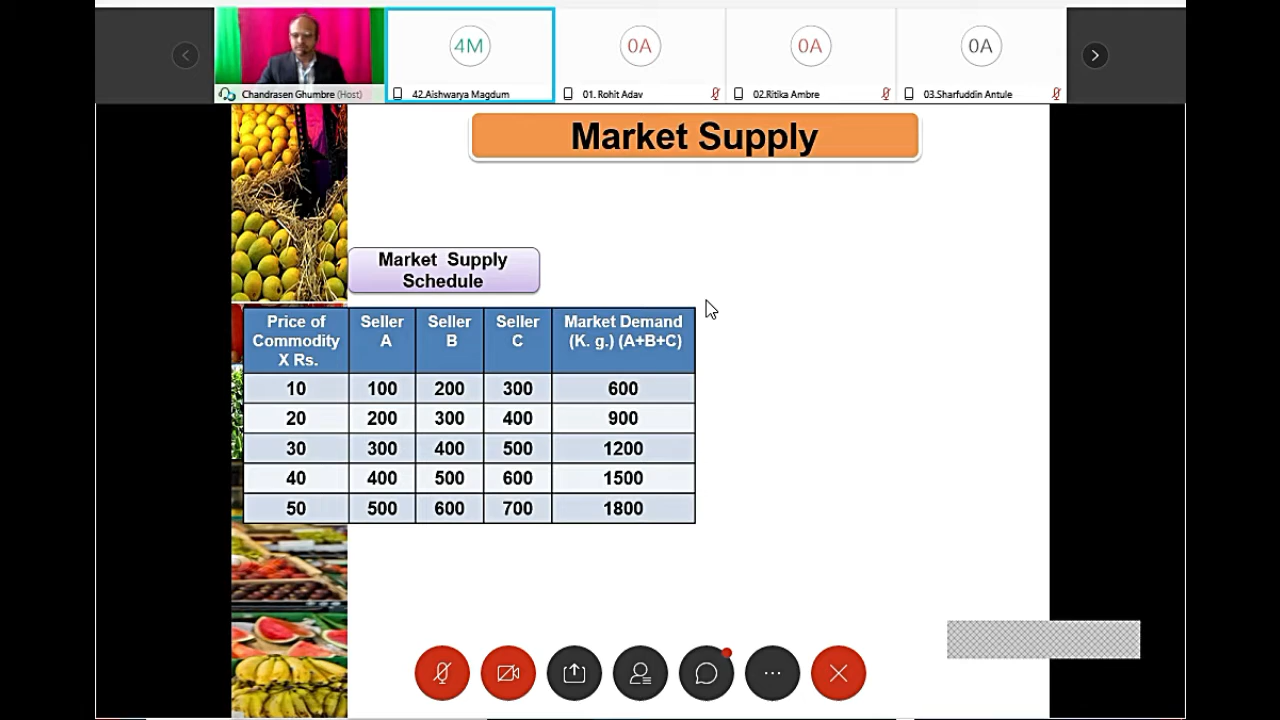 4M
0A
0A
0A
Chandrasen Ghumbre (Host)
42.Aishwarya Magdum
01. Rohit Adav
02.Ritika Ambre
03.Sharfuddin Antule
Market Supply
Market Supply
Schedule
Price of
Commodity
X Rs.
Seller
A
Seller
B
Seller
C
Market Demand
(K. g.) (A+B+C)
10 100 200 300 600
20 200 300 400 900
30 300 400 500 1200
40 400 500 600 1500
50 500 600 700 1800